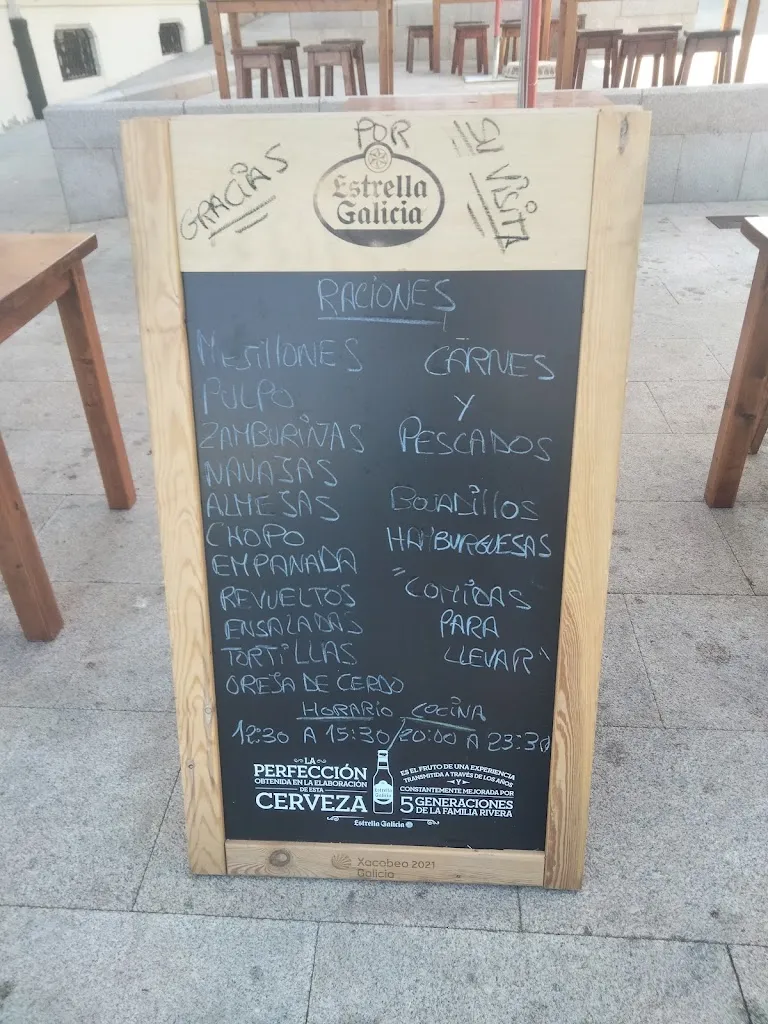 GRACIAS POR SU VISITA
Estrella
Galicia
RACIONES
MEJILLONES
PULPO
ZAMBURIÑAS
NAVAJAS
ALMEJAS
CHOPO
EMPANADA
REVUELTOS
ENSALADAS
TORTILLAS
OREJA DE CERDO
CARNES
Y
PESCADOS
BOCADILLOS
HAMBURGUESAS
"COMIDAS
PARA
LLEVAR"
HORARIO COCINA
12:30 A 15:30/20:00 A 23:30
LA
PERFECCIÓN
OBTENIDA EN LA ELABORACIÓN
DE ESTA
CERVEZA
Estrella Galicia
ES EL FRUTO DE UNA EXPERIENCIA
TRANSMITIDA A TRAVÉS DE LOS AÑOS
Y
CONSTANTEMENTE MEJORADA POR
5 GENERACIONES
DE LA FAMILIA RIVERA
Estrella Galicia
Xacobeo 2021
Galicia